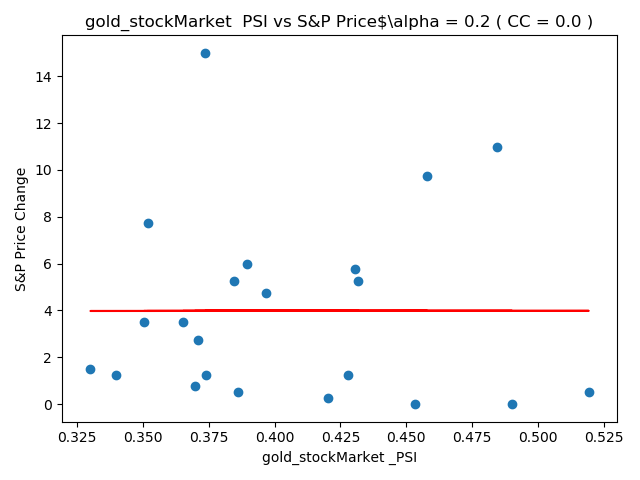 gold_stockMarket  PSI vs S&P Price$\alpha = 0.2 ( CC = 0.0 )
14
12
10
8
6
4
2
0
S&P Price Change
0.325 0.350 0.375 0.400 0.425 0.450 0.475 0.500 0.525
gold_stockMarket _PSI